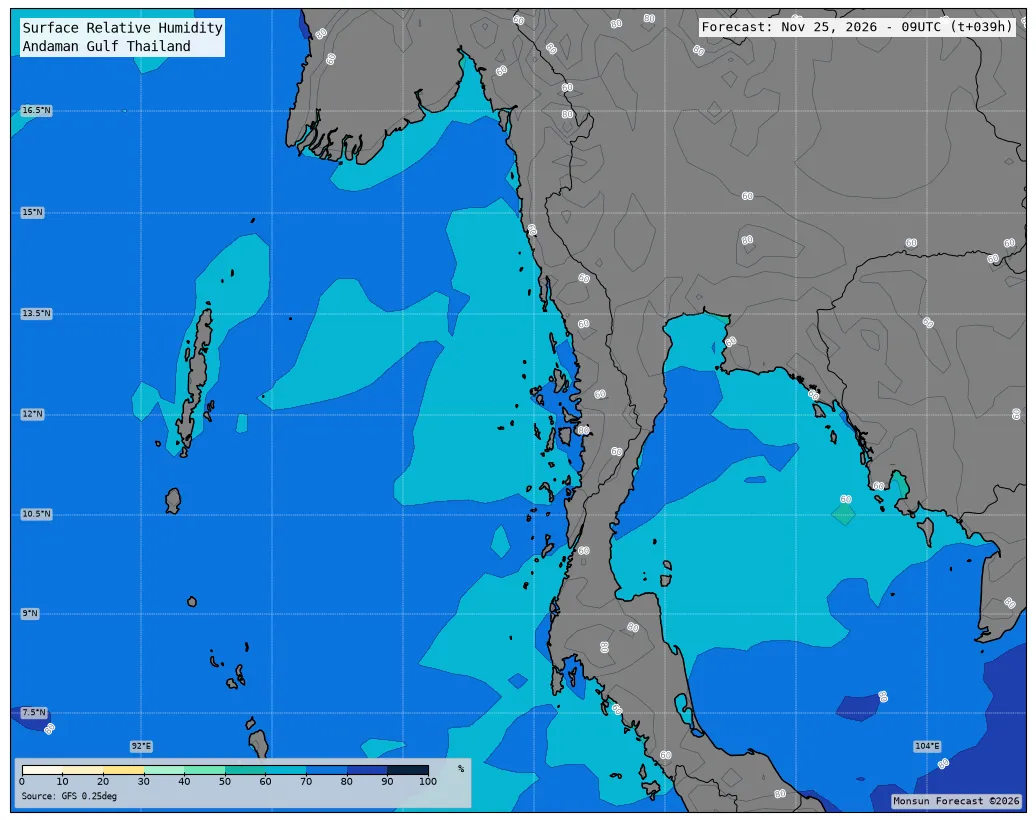 Surface Relative Humidity
Andaman Gulf Thailand
Forecast: Nov 25, 2026 - 09UTC (t+039h)
16.5°N
15°N
13.5°N
12°N
10.5°N
9°N
7.5°N
92°E
104°E
0 10 20 30 40 50 60 70 80 90 100
%
Source: GFS 0.25deg
Monsun Forecast ©2026